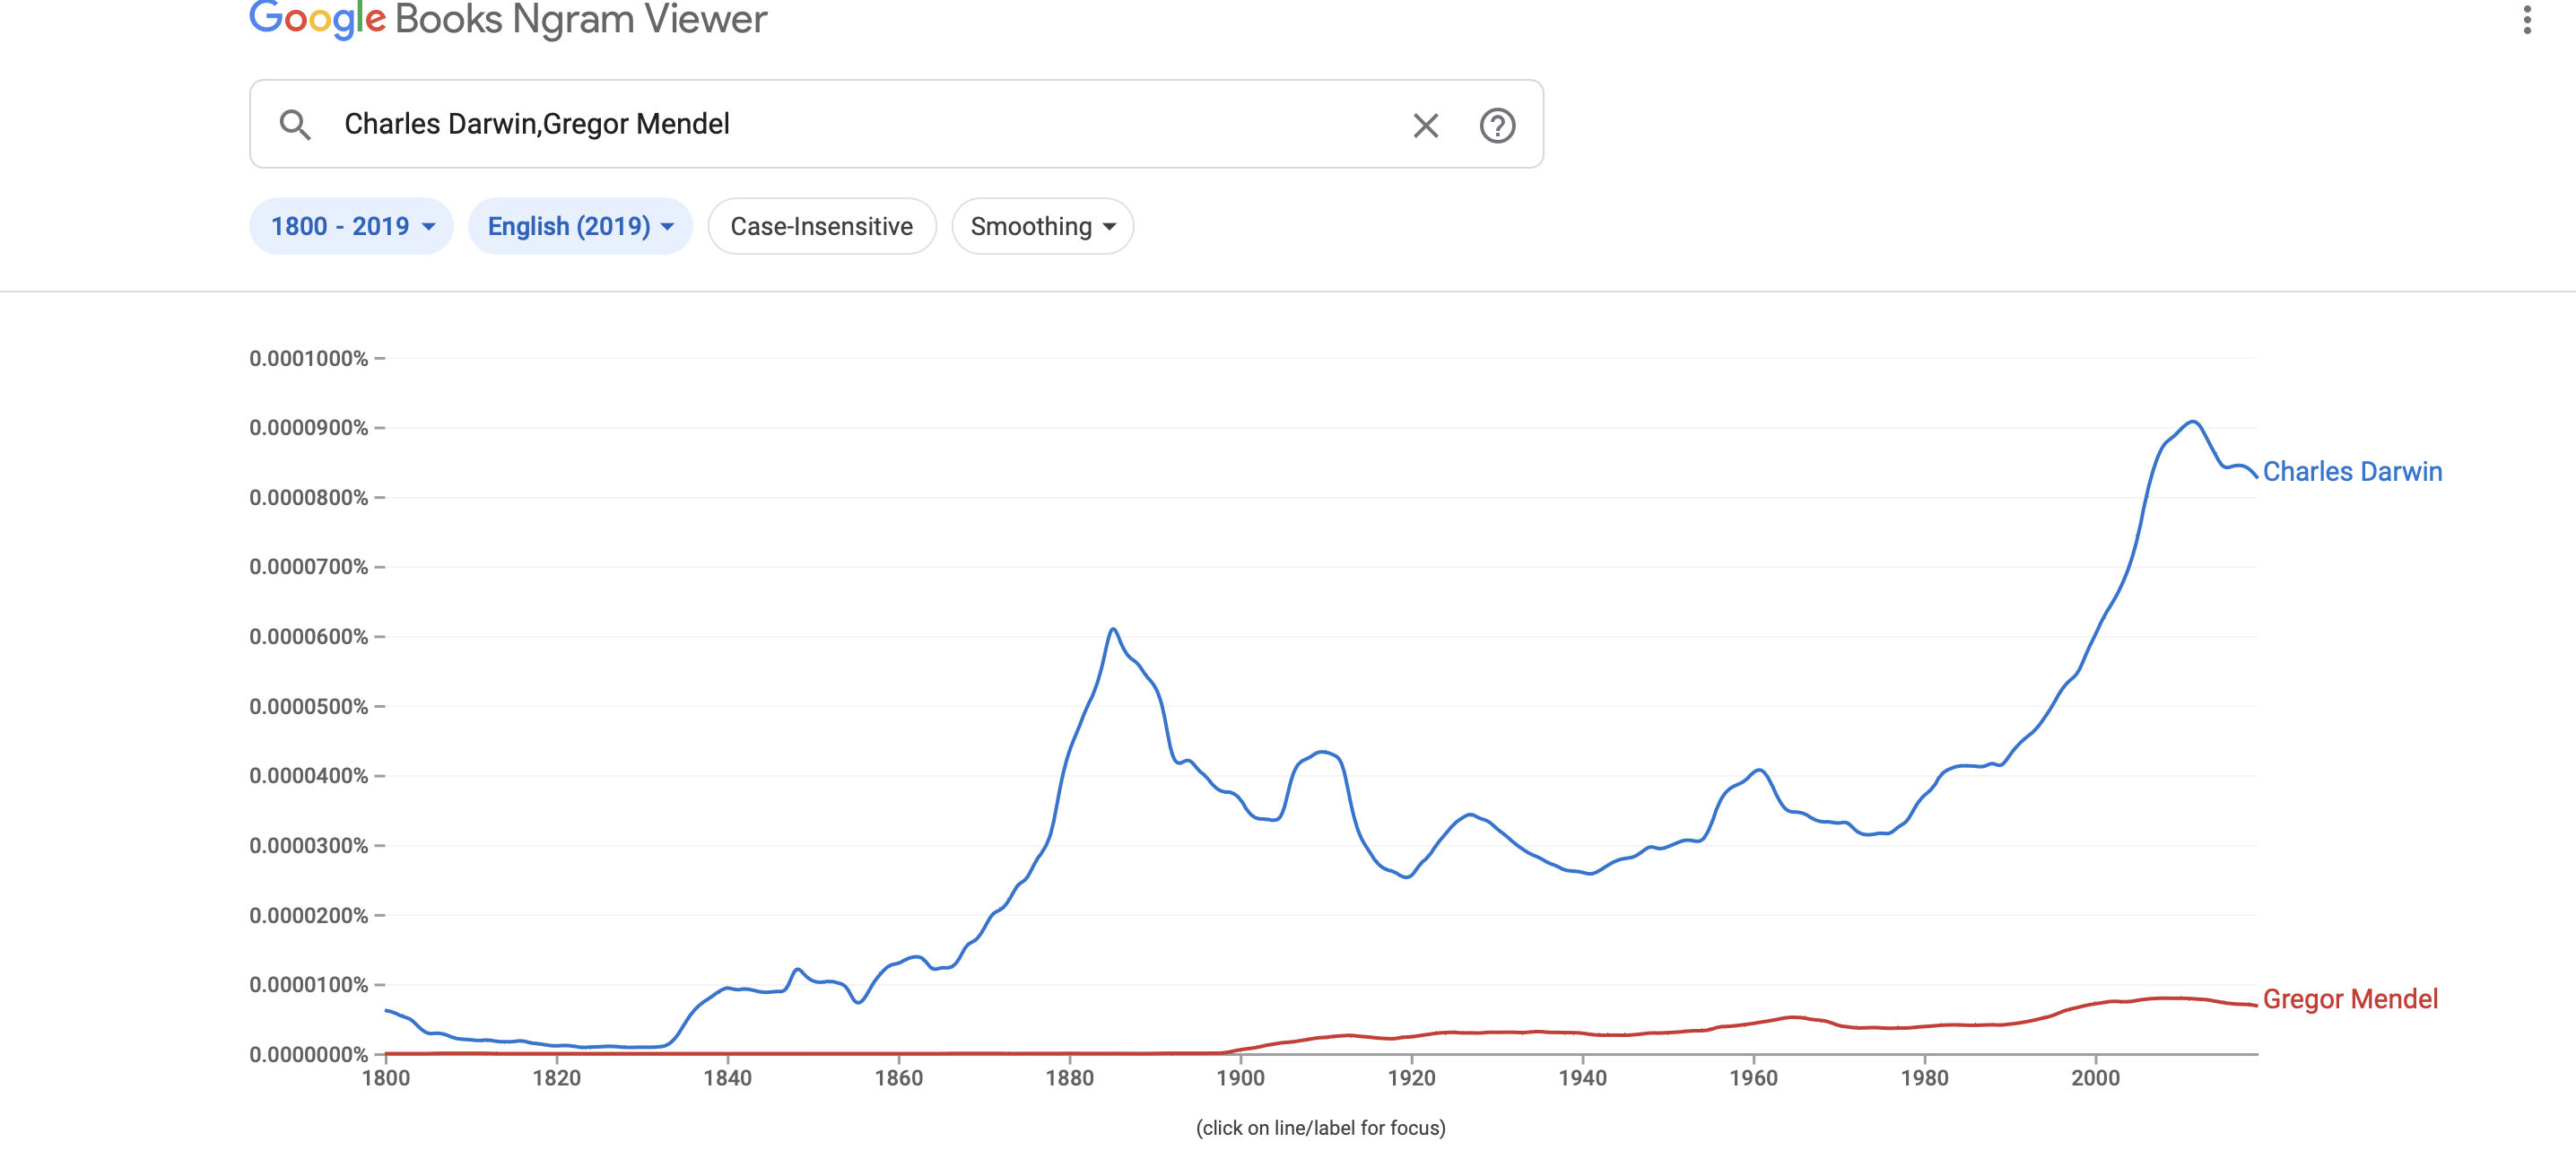 Google Books Ngram Viewer
Charles Darwin,Gregor Mendel
1800 - 2019 English (2019) Case-Insensitive Smoothing
0.0001000%
0.0000900%
Charles Darwin
0.0000800%
0.0000700%
0.0000600%
0.0000500%
0.0000400%
0.0000300%
0.0000200%
0.0000100%
Gregor Mendel
0.0000000%
1800 1820 1840 1860 1880 1900 1920 1940 1960 1980 2000
(click on line/label for focus)